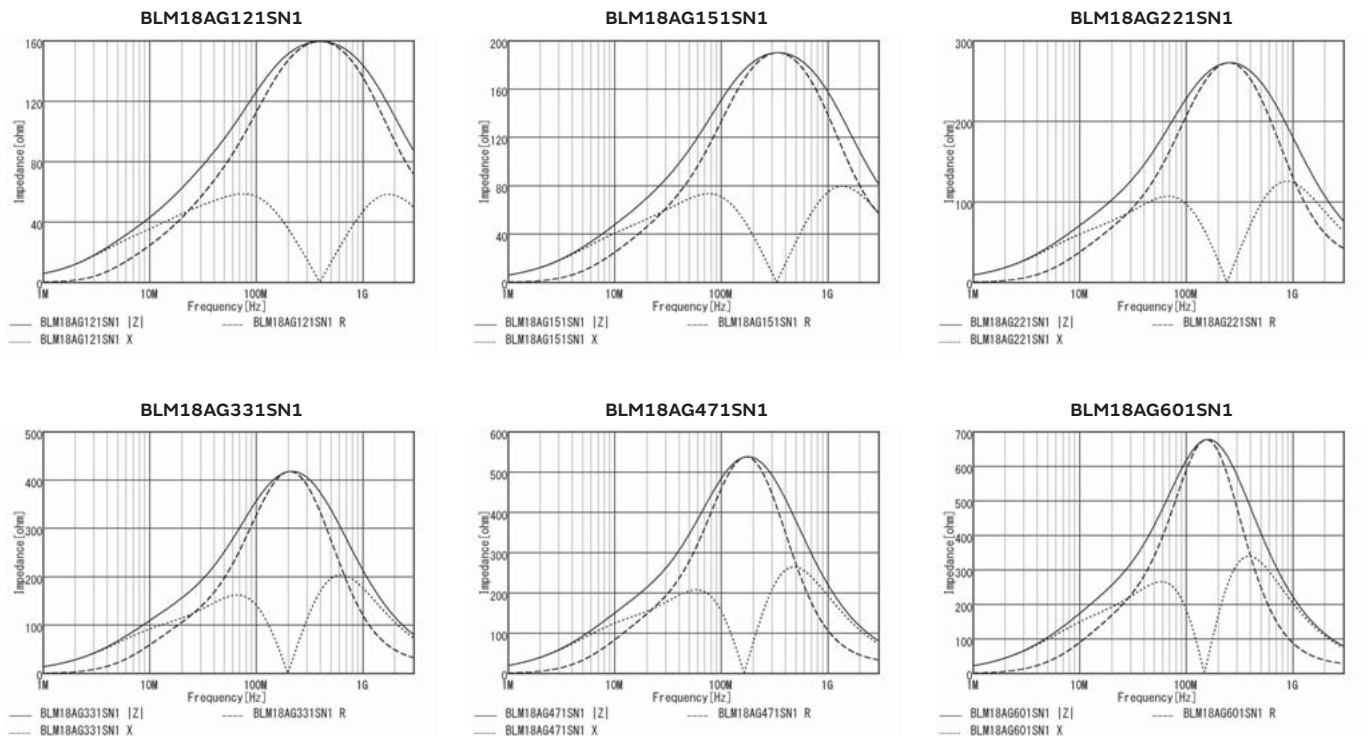 BLM18AG121SN1
160
120
80
40
0
Impedance[ohm]
1M 10M 100M 1G
Frequency[Hz]
BLM18AG121SN1 |Z| BLM18AG121SN1 R
BLM18AG121SN1 X
BLM18AG151SN1
200
160
120
80
40
0
Impedance[ohm]
1M 10M 100M 1G
Frequency[Hz]
BLM18AG151SN1 |Z| BLM18AG151SN1 R
BLM18AG151SN1 X
BLM18AG221SN1
300
200
100
0
Impedance[ohm]
1M 10M 100M 1G
Frequency[Hz]
BLM18AG221SN1 |Z| BLM18AG221SN1 R
BLM18AG221SN1 X
BLM18AG331SN1
500
400
300
200
100
0
Impedance[ohm]
1M 10M 100M 1G
Frequency[Hz]
BLM18AG331SN1 |Z| BLM18AG331SN1 R
BLM18AG331SN1 X
BLM18AG471SN1
600
500
400
300
200
100
0
Impedance[ohm]
1M 10M 100M 1G
Frequency[Hz]
BLM18AG471SN1 |Z| BLM18AG471SN1 R
BLM18AG471SN1 X
BLM18AG601SN1
700
600
500
400
300
200
100
0
Impedance[ohm]
1M 10M 100M 1G
Frequency[Hz]
BLM18AG601SN1 |Z| BLM18AG601SN1 R
BLM18AG601SN1 X